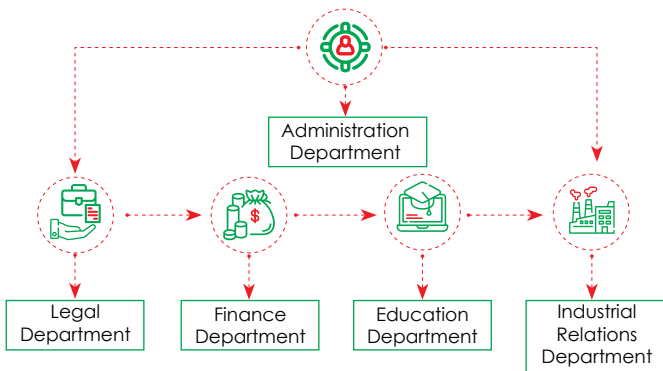 Administration
Department
Legal
Department
Finance
Department
Education
Department
Industrial
Relations
Department
$